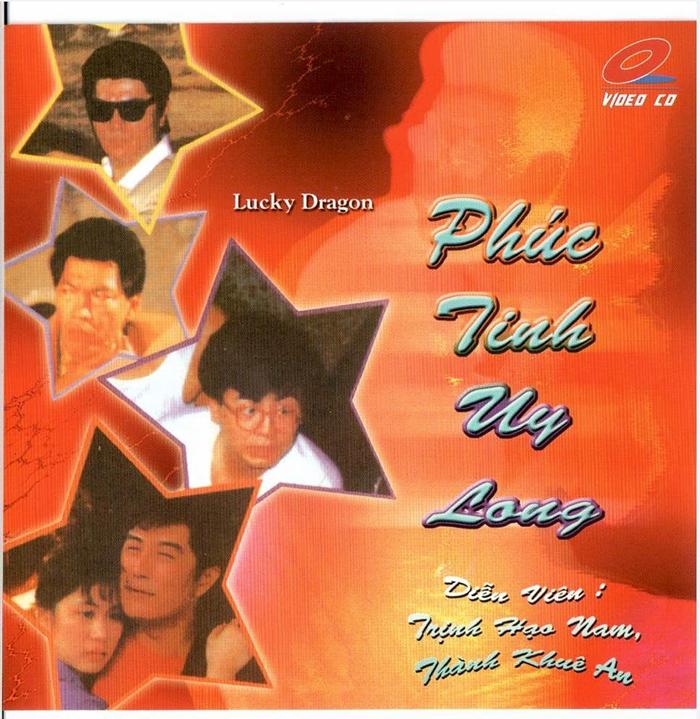 VIDEO CD
Lucky Dragon
Phúc
Tinh
Uy
Long
Diễn Viên :
Trịnh Hạo Nam,
Thành Khuê An